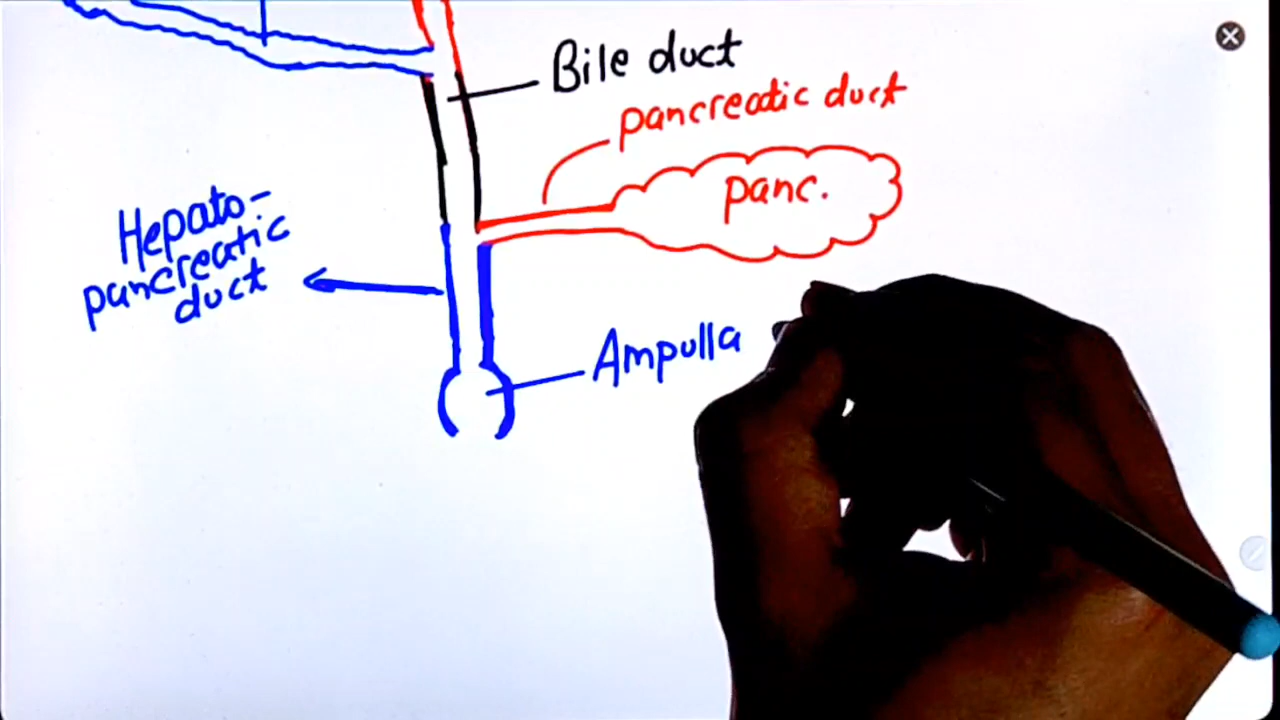 Bile duct
pancreatic duct
panc.
Hepato-
pancreatic
duct
Ampulla